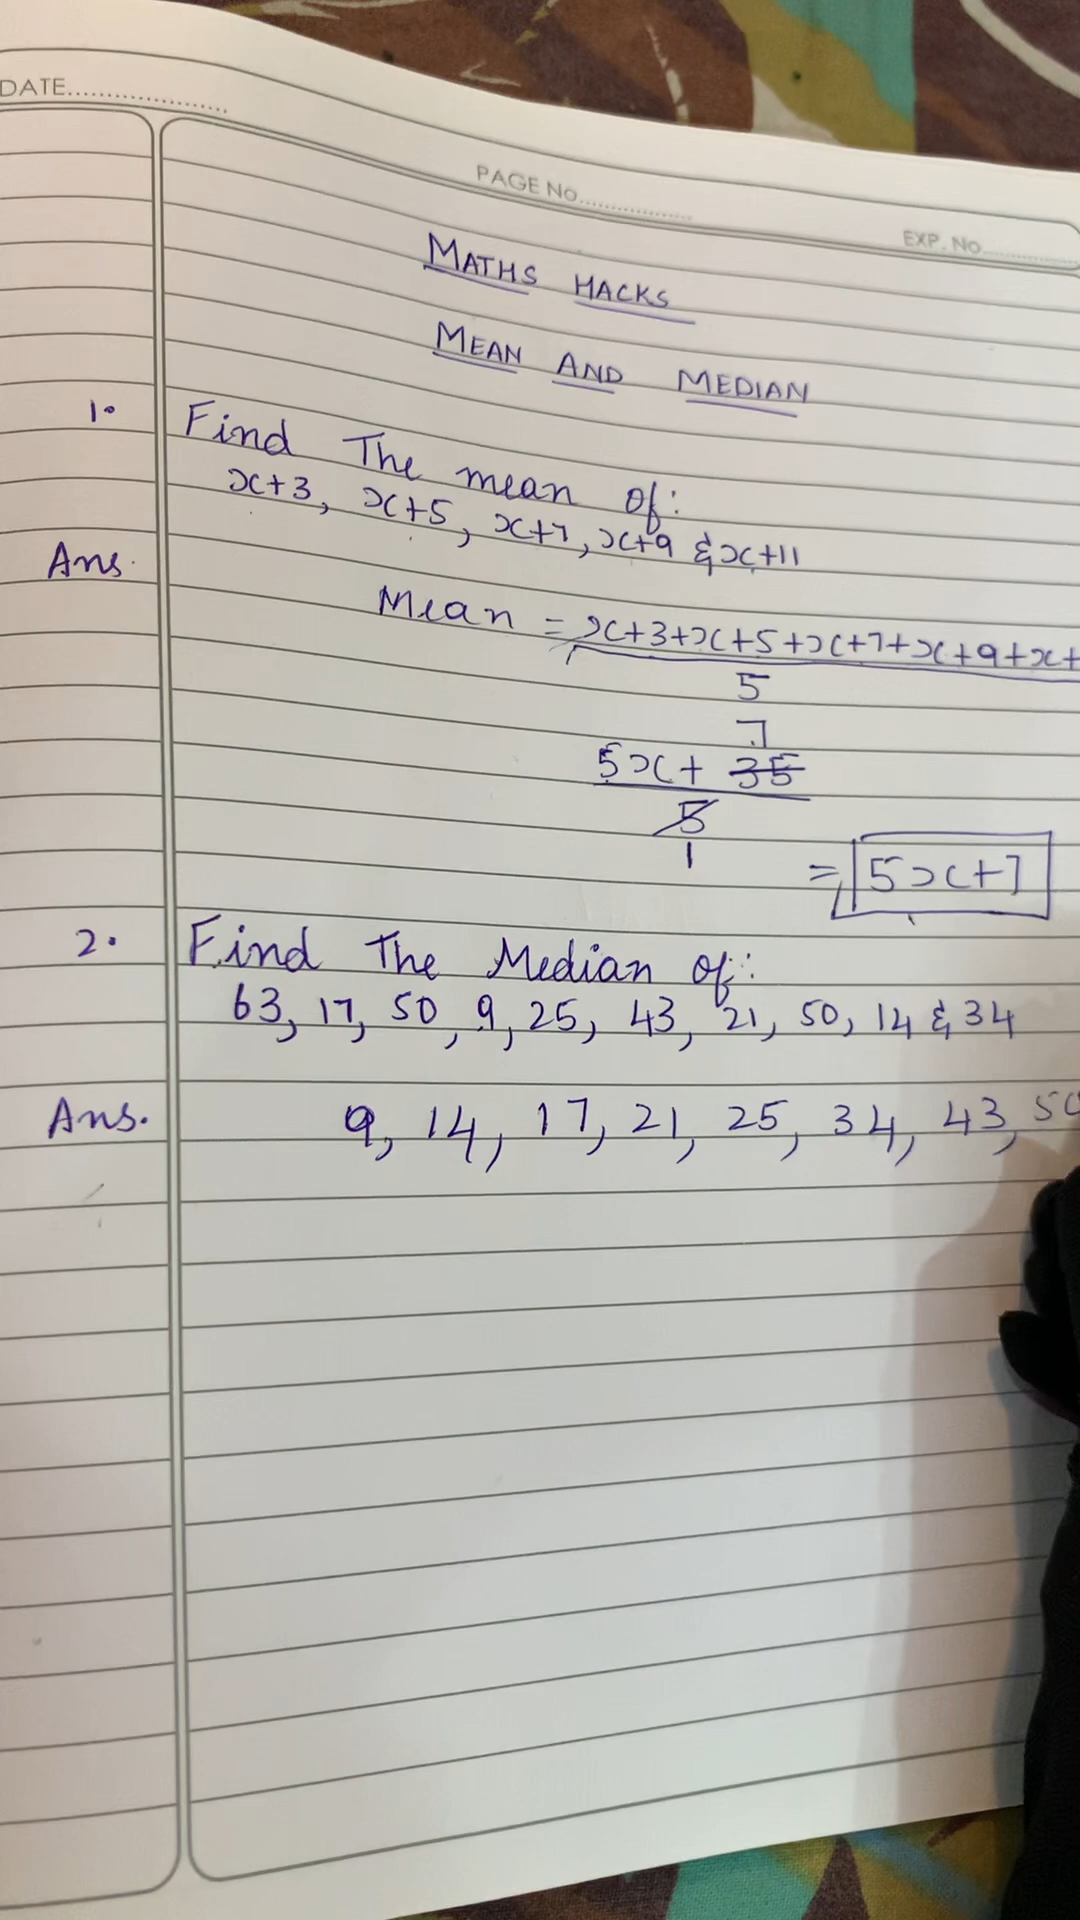 DATE....................
PAGE No....................
EXP. No...............
MATHS HACKS
MEAN AND MEDIAN
1. Find The mean of:
x+3, x+5, x+7, x+9 & x+11
Ans.
Mean = x+3+x+5+x+7+x+9+x+
5
7
5x+ 35
5
1
= 5x+7
2. Find The Median of:
63, 17, 50, 9, 25, 43, 21, 50, 14 & 34
Ans. 9, 14, 17, 21, 25, 34, 43, 50